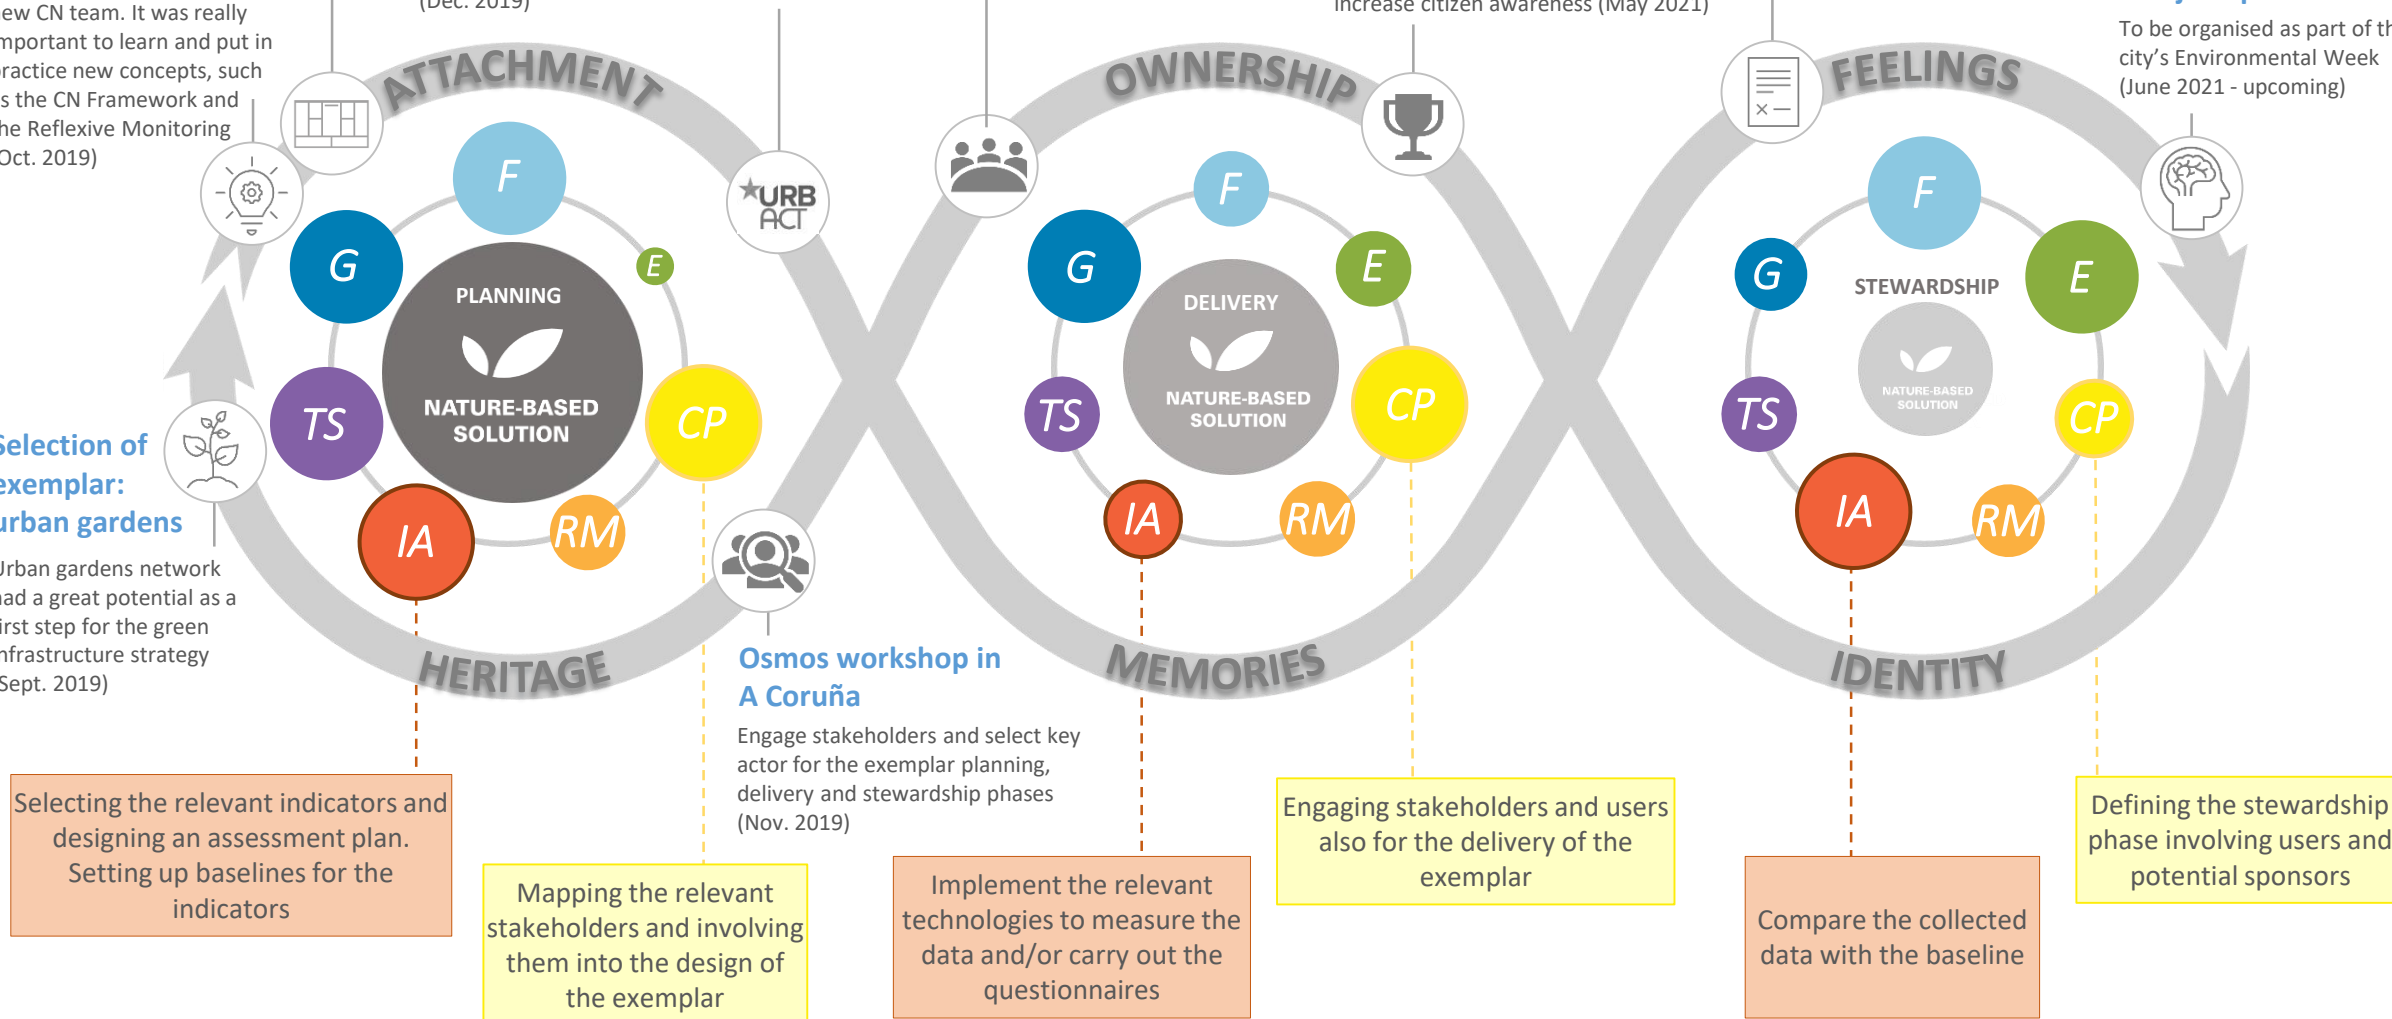 new CN team. It was really
important to learn and put in
practice new concepts, such
as the CN Framework and
the Reflexive Monitoring
(Oct. 2019)
(Dec. 2019)
increase citizen awareness (May 2021)
To be organised as part of th
city's Environmental Week
(June 2021 - upcoming)
ATTACHMENT
OWNERSHIP
FEELINGS
URB
ACT
F
G
E
PLANNING
NATURE-BASED
SOLUTION
TS
CP
IA
RM
F
G
E
DELIVERY
NATURE-BASED
SOLUTION
TS
CP
IA
RM
F
G
E
STEWARDSHIP
NATURE-BASED
SOLUTION
TS
CP
IA
RM
HERITAGE
MEMORIES
IDENTITY
Selection of
exemplar:
urban gardens
Urban gardens network
had a great potential as a
first step for the green
infrastructure strategy
(Sept. 2019)
Osmos workshop in
A Coruña
Engage stakeholders and select key
actor for the exemplar planning,
delivery and stewardship phases
(Nov. 2019)
Selecting the relevant indicators and
designing an assessment plan.
Setting up baselines for the
indicators
Mapping the relevant
stakeholders and involving
them into the design of
the exemplar
Implement the relevant
technologies to measure the
data and/or carry out the
questionnaires
Engaging stakeholders and users
also for the delivery of the
exemplar
Compare the collected
data with the baseline
Defining the stewardship
phase involving users and
potential sponsors